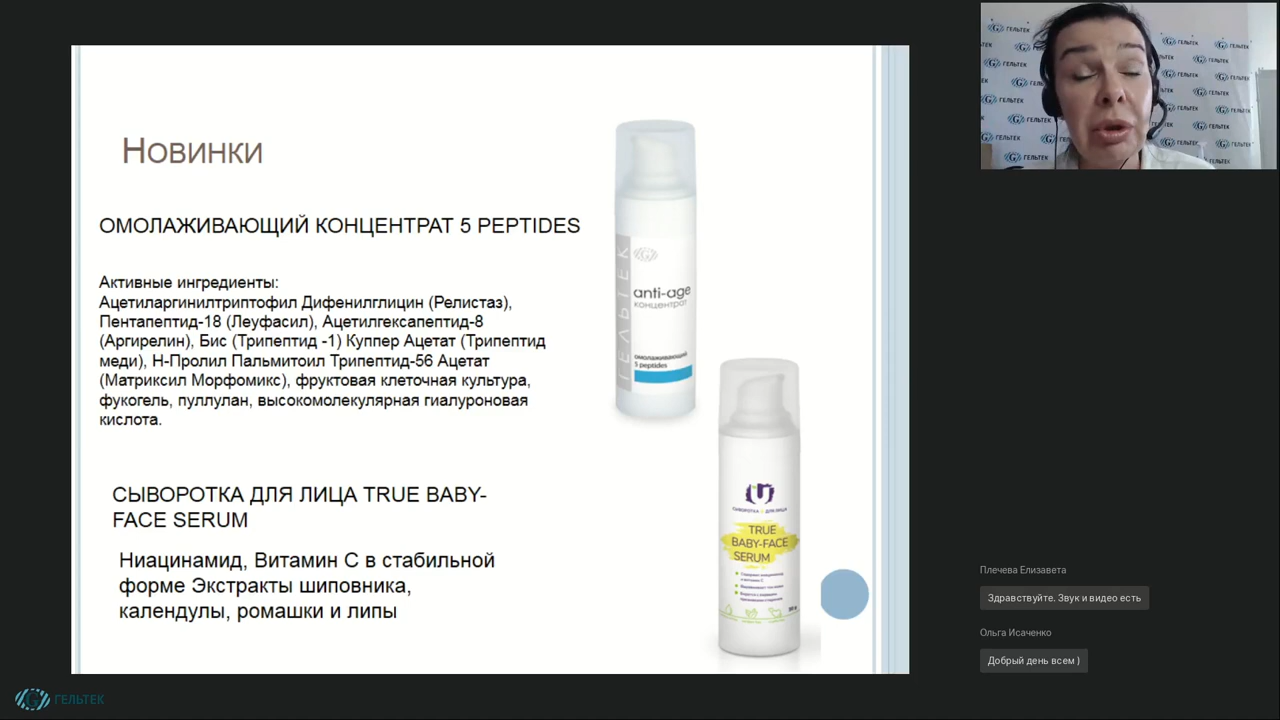 Новинки
ОМОЛАЖИВАЮЩИЙ КОНЦЕНТРАТ 5 PEPTIDES
Активные ингредиенты:
Ацетиларгинилтриптофил Дифенилглицин (Релистаз),
Пентапептид-18 (Леуфасил), Ацетилгексапептид-8
(Аргирелин), Бис (Трипептид -1) Куппер Ацетат (Трипептид
меди), Н-Пролил Пальмитоил Трипептид-56 Ацетат
(Матриксил Морфомикс), фруктовая клеточная культура,
фукогель, пуллулан, высокомолекулярная гиалуроновая
кислота.
СЫВОРОТКА ДЛЯ ЛИЦА TRUE BABY-
FACE SERUM
Ниацинамид, Витамин С в стабильной
форме Экстракты шиповника,
календулы, ромашки и липы
ГЕЛЬТЕК
anti-age
концентрат
омолаживающий
5 peptides
СЫВОРОТКА ДЛЯ ЛИЦА
TRUE
BABY-FACE
SERUM
ГЕЛЬТЕК
Плечева Елизавета
Здравствуйте. Звук и видео есть
Ольга Исаченко
Добрый день всем )
ГЕЛЬТЕК